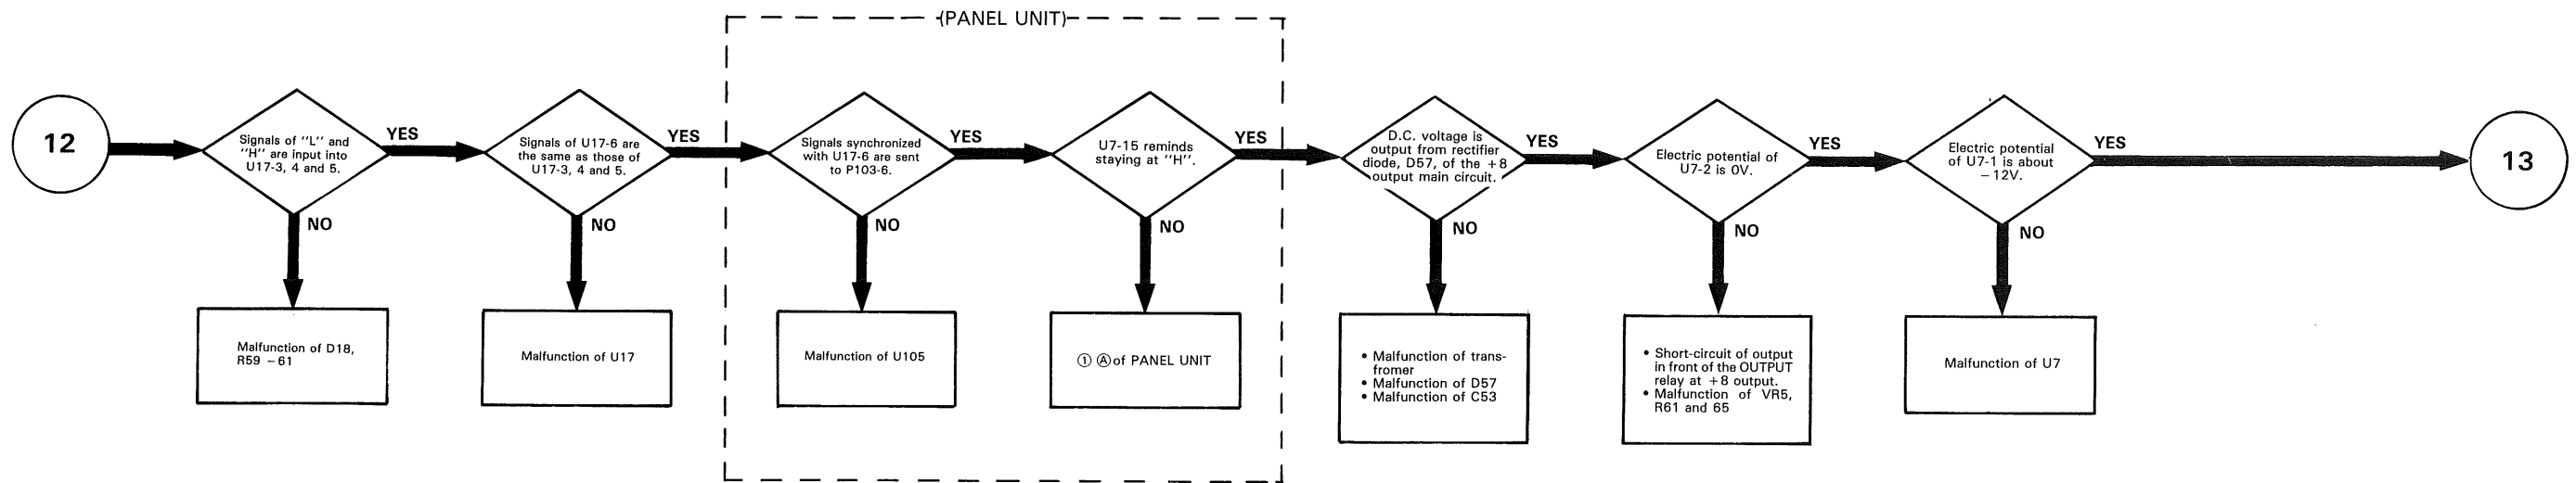 (PANEL UNIT)
12
Signals of "L" and
"H" are input into
U17-3, 4 and 5.
YES
NO
Malfunction of D18,
R59 –61
Signals of U17-6 are
the same as those of
U17-3, 4 and 5.
YES
NO
Malfunction of U17
Signals synchronized
with U17-6 are sent
to P103-6.
YES
NO
Malfunction of U105
U7-15 reminds
staying at "H".
YES
NO
① Ⓐ of PANEL UNIT
D.C. voltage is
output from rectifier
diode, D57, of the +8
output main circuit.
YES
NO
• Malfunction of trans-
fromer
• Malfunction of D57
• Malfunction of C53
Electric potential of
U7-2 is 0V.
YES
NO
• Short-circuit of output
in front of the OUTPUT
relay at +8 output.
• Malfunction of VR5,
R61 and 65
Electric potential
of U7-1 is about
–12V.
YES
NO
Malfunction of U7
13